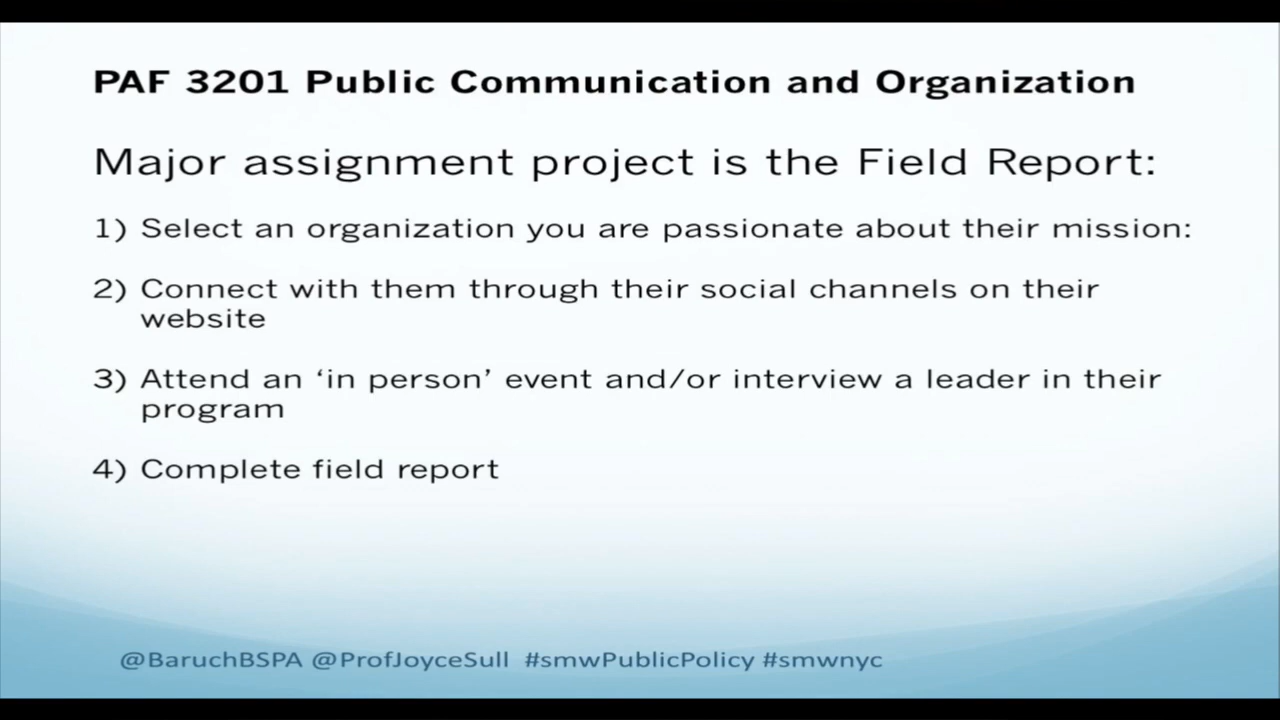 PAF 3201 Public Communication and Organization
Major assignment project is the Field Report:
1) Select an organization you are passionate about their mission:
2) Connect with them through their social channels on their
website
3) Attend an ‘in person’ event and/or interview a leader in their
program
4) Complete field report
@BaruchBSPA @ProfJoyceSull #smwPublicPolicy #smwnyc